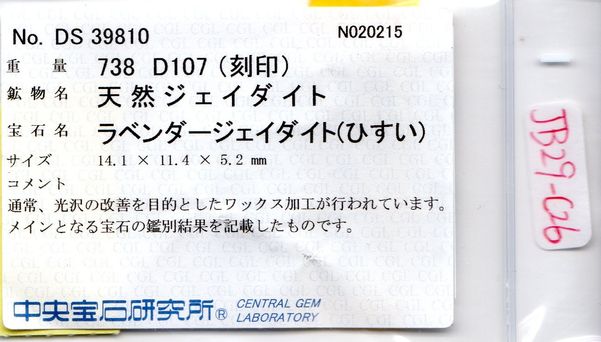 No. DS 39810
N020215
重量 738 D107 (刻印)
鉱物名 天然ジェイダイト
宝石名 ラベンダージェイダイト(ひすい)
サイズ 14.1 × 11.4 × 5.2 mm
コメント
通常、光沢の改善を目的としたワックス加工が行われています。
メインとなる宝石の鑑別結果を記載したものです。
中央宝石研究所® CENTRAL GEM
LABORATORY
JB29-C26